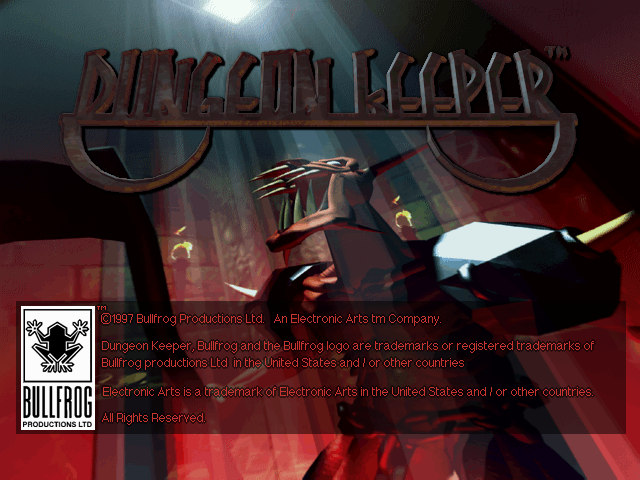 DUNGEON KEEPER™
™
©1997 Bullfrog Productions Ltd. An Electronic Arts tm Company.
Dungeon Keeper, Bullfrog and the Bullfrog logo are trademarks or registered trademarks of
Bullfrog productions Ltd. in the United States and / or other countries
Electronic Arts is a trademark of Electronic Arts in the United States and / or other countries.
All Rights Reserved.
BULLFROG
PRODUCTIONS LTD